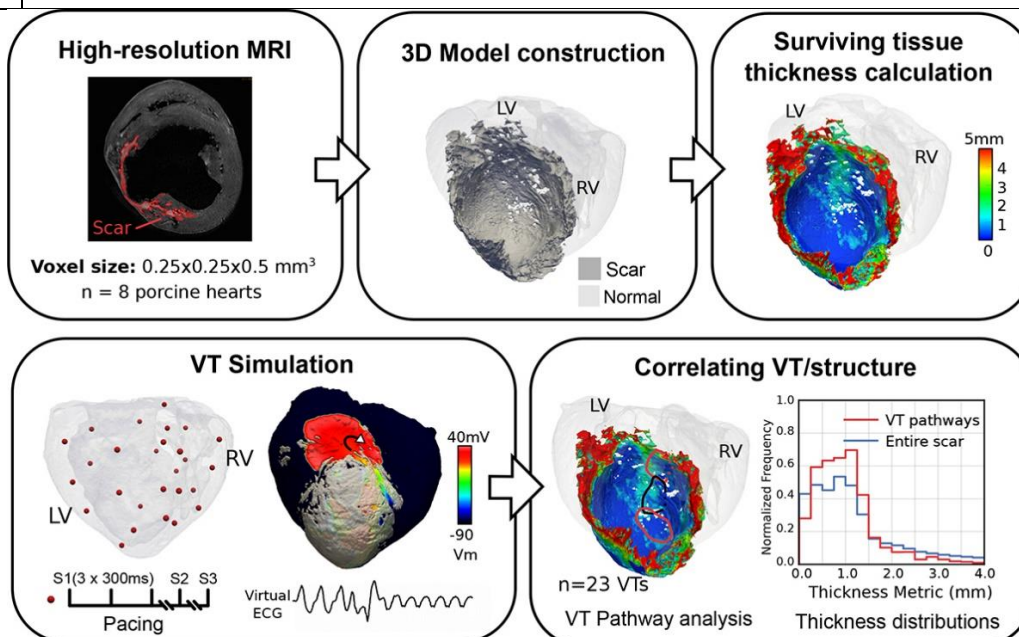 High-resolution MRI
Scar
Voxel size: 0.25x0.25x0.5 mm³
n = 8 porcine hearts
3D Model construction
LV
RV
Scar
Normal
Surviving tissue
thickness calculation
LV
RV
5mm
4
3
2
1
0
VT Simulation
RV
LV
S1(3 x 300ms) S2 S3
Pacing
40mV
-90
Vm
Virtual
ECG
Correlating VT/structure
LV
RV
n=23 VTs
VT Pathway analysis
VT pathways
Entire scar
Normalized Frequency
1.0
0.8
0.6
0.4
0.2
0.0
0.0 1.0 2.0 3.0 4.0
Thickness Metric (mm)
Thickness distributions